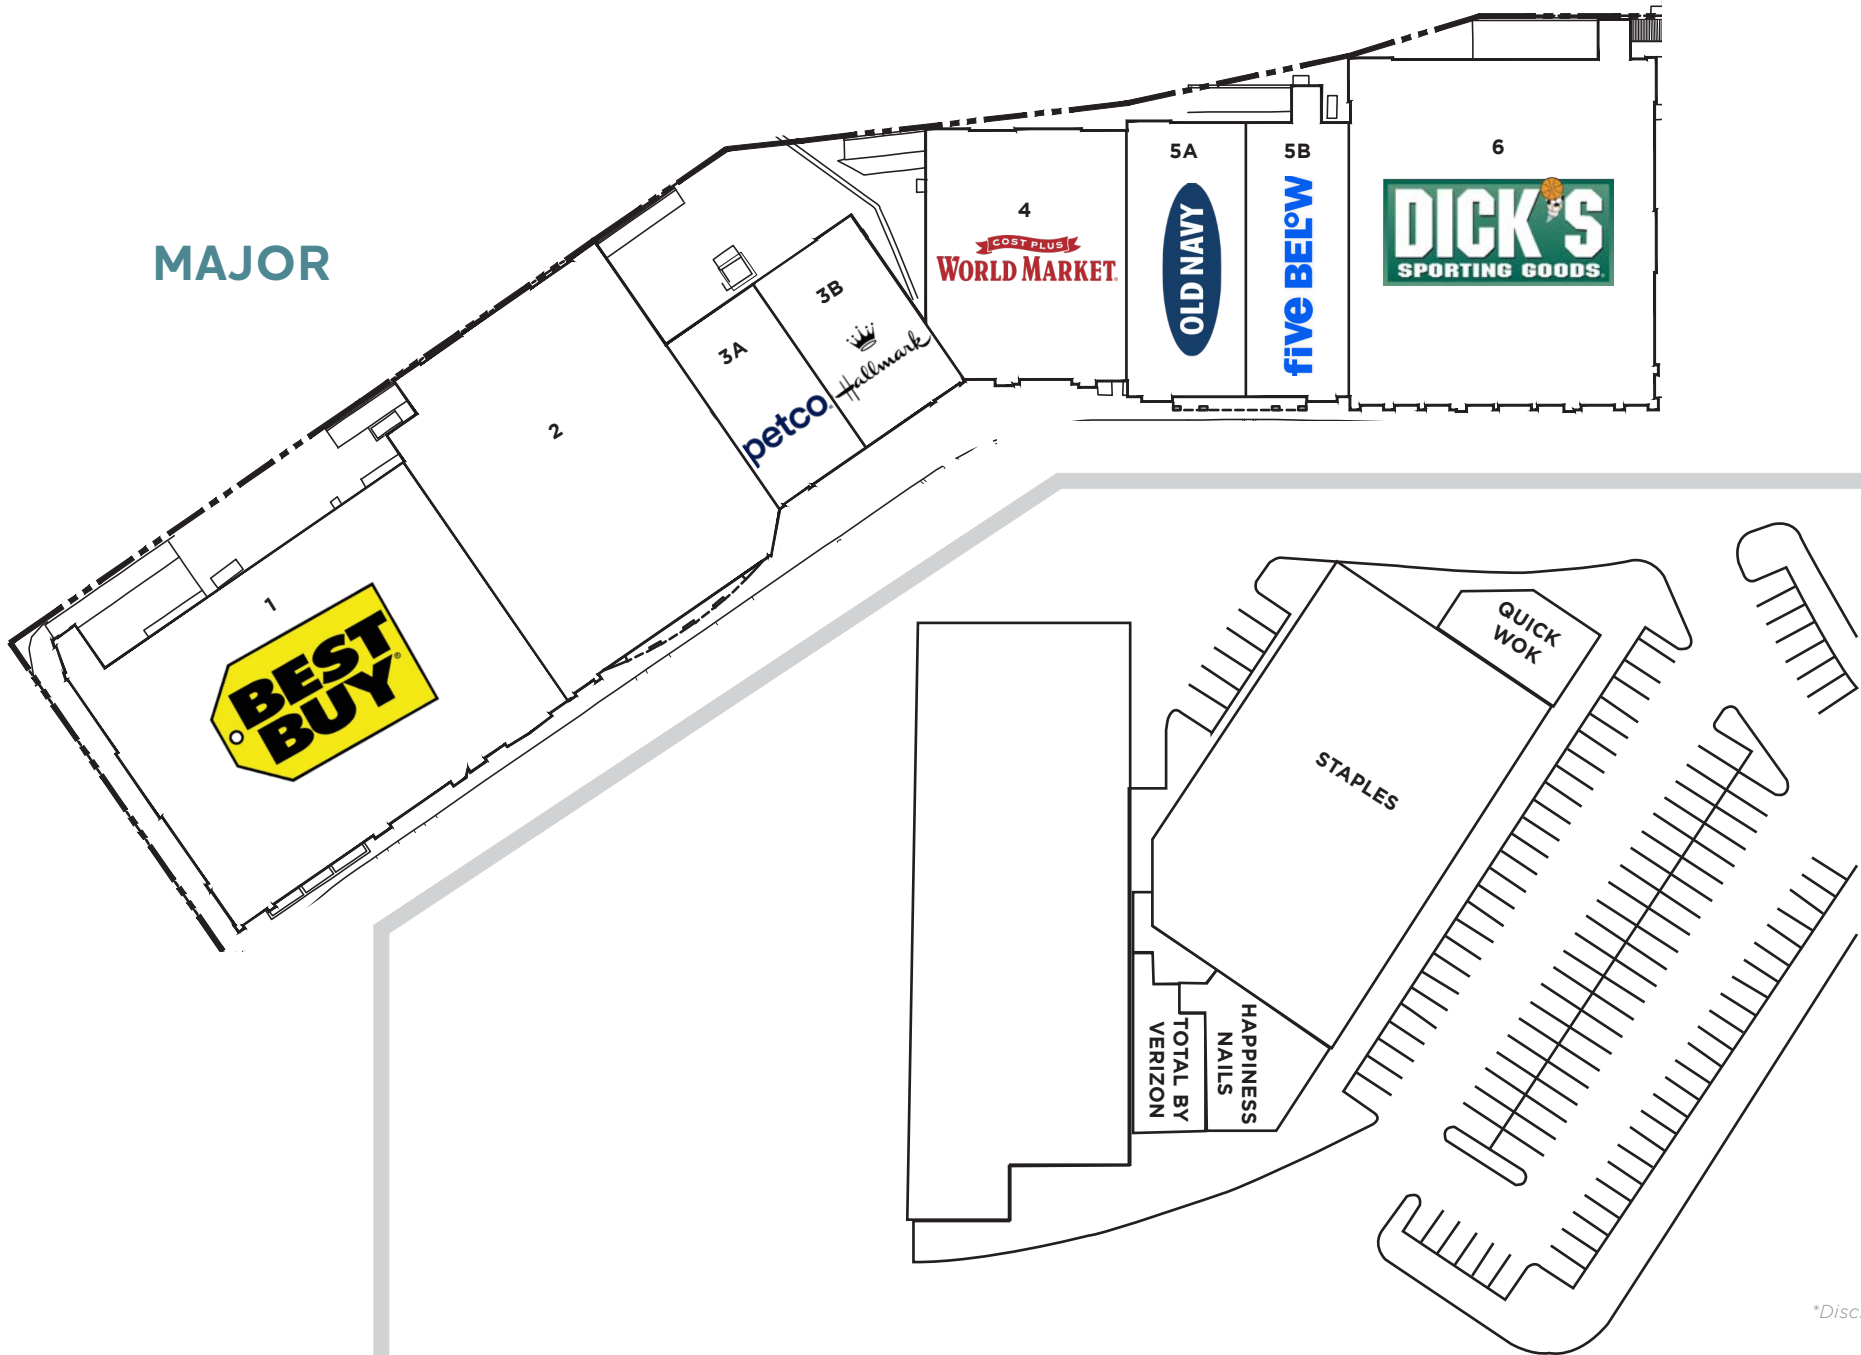 MAJOR
1
BEST
BUY
2
3A
petco
3B
Hallmark
4
COST PLUS
WORLD MARKET
5A
OLD NAVY
5B
five BELOW
6
DICK'S
SPORTING GOODS
QUICK
WOK
STAPLES
HAPPINESS
NAILS
TOTAL BY
VERIZON